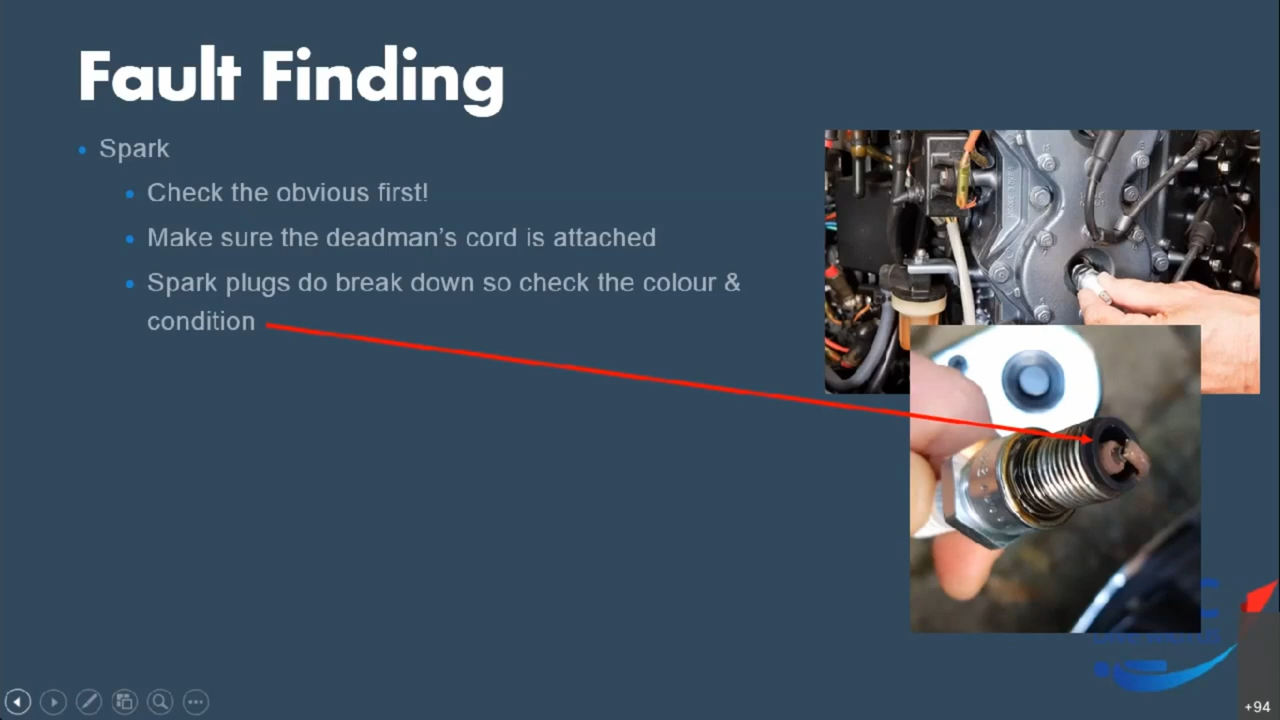 Fault Finding
Spark
Check the obvious first!
Make sure the deadman's cord is attached
Spark plugs do break down so check the colour &
condition
+94